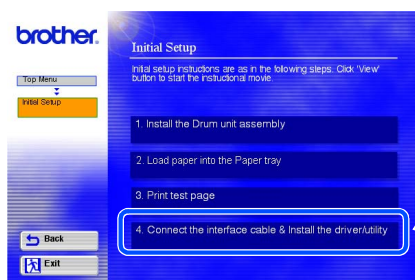 brother.
Initial Setup
Initial setup instructions are as in the following steps. Click 'View'
button to start the instructional movie.
Top Menu
Initial Setup
1. Install the Drum unit assembly
2. Load paper into the Paper tray
3. Print test page
4. Connect the interface cable & Install the driver/utility
Back
Exit